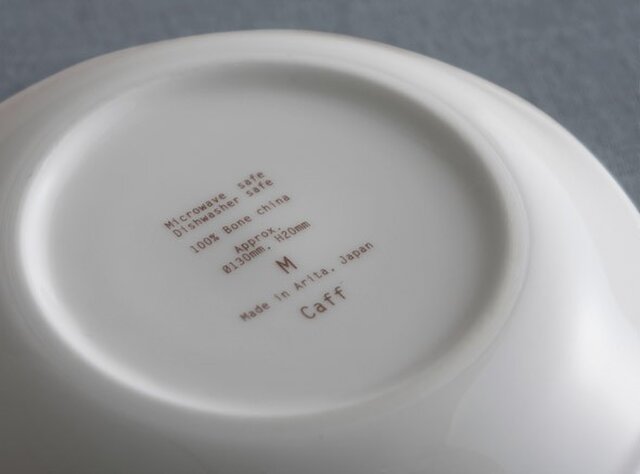 Microwave safe
Dishwasher safe
100% Bone china
Approx.
Ø130mm. H20mm
M
Made in Arita, Japan
Caff